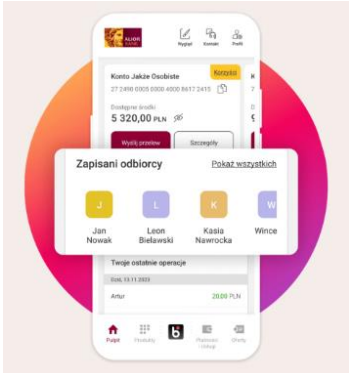 ALIOR
BANK
Wygląd Kontakt Profil
Konto Jakże Osobiste
Korzyści
K
27 2490 0005 0000 4000 8617 2415
Dostępne środki
5 320,00 PLN
Wyślij przelew
Szczegóły
Zapisani odbiorcy
Pokaż wszystkich
J L K W
Jan Nowak
Leon Bielawski
Kasia Nawrocka
Wince
Twoje ostatnie operacje
Dziś, 13.11.2023
Artur
20,00 PLN
Pulpit Produkty Płatności i Usługi Oferty